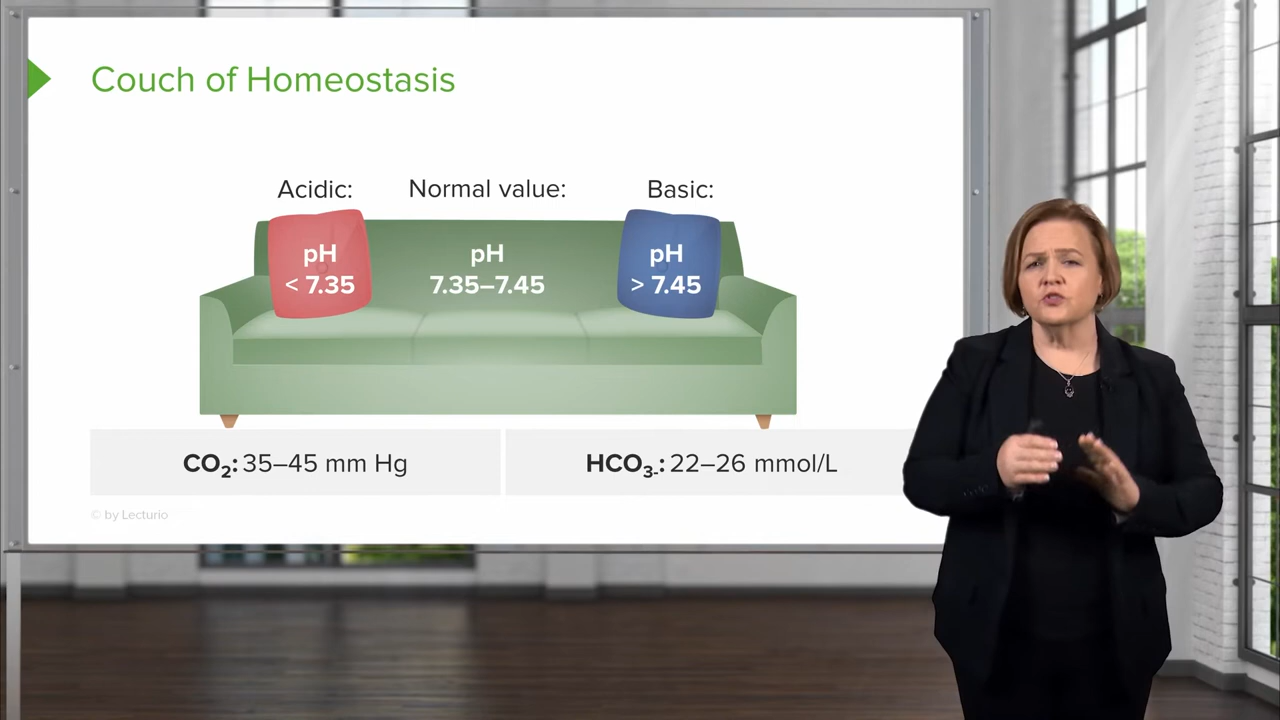 Couch of Homeostasis
Acidic: Normal value: Basic:
pH pH pH
< 7.35 7.35–7.45 > 7.45
CO₂: 35–45 mm Hg HCO₃₋: 22–26 mmol/L
© by Lecturio